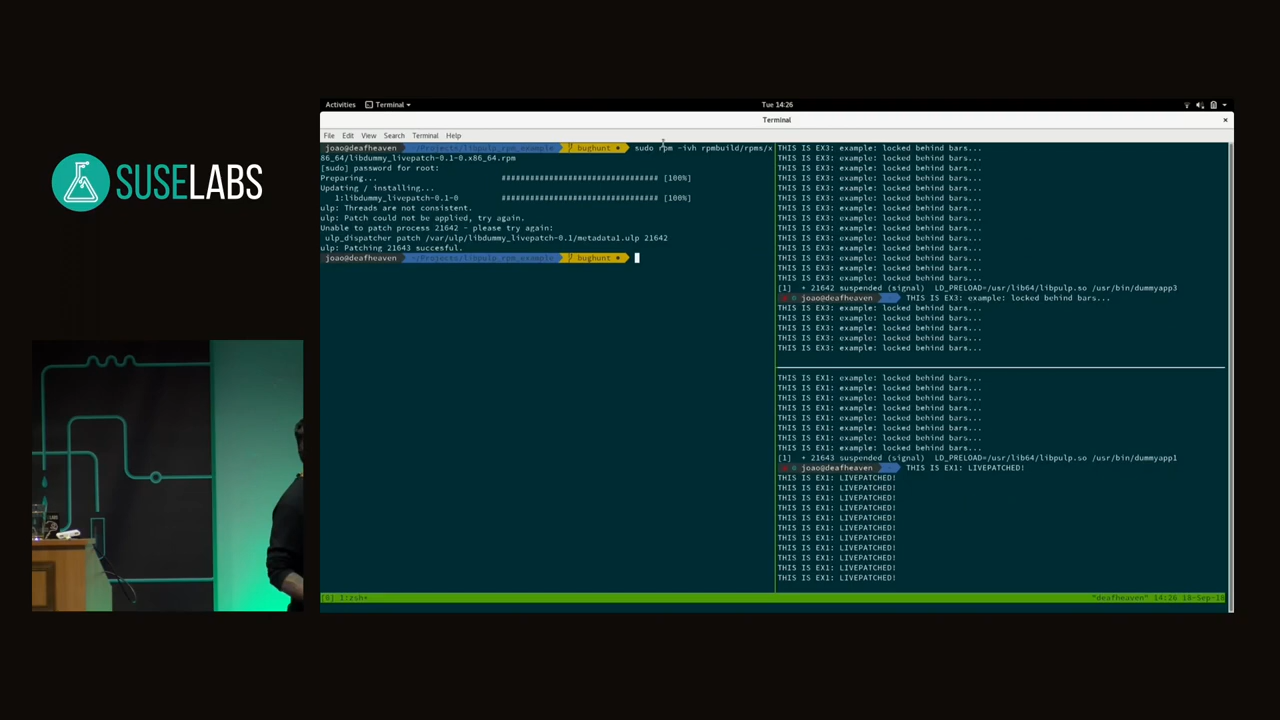 SUSELABS
Activities
Terminal
Tue 14:26
Terminal
File Edit View Search Terminal Help
joao@deafheaven ~/Projects/libpulp_rpm_example bughunt • sudo rpm -ivh rpmbuild/rpms/x
86_64/libdummy_livepatch-0.1-0.x86_64.rpm
[sudo] password for root:
Preparing... ################################# [100%]
Updating / installing...
1:libdummy_livepatch-0.1-0 ################################# [100%]
ulp: Threads are not consistent.
ulp: Patch could not be applied, try again.
Unable to patch process 21642 - please try again:
ulp_dispatcher patch /var/ulp/libdummy_livepatch-0.1/metadata1.ulp 21642
ulp: Patching 21643 succesful.
joao@deafheaven ~/Projects/libpulp_rpm_example bughunt •
THIS IS EX3: example: locked behind bars...
THIS IS EX3: example: locked behind bars...
THIS IS EX3: example: locked behind bars...
THIS IS EX3: example: locked behind bars...
THIS IS EX3: example: locked behind bars...
THIS IS EX3: example: locked behind bars...
THIS IS EX3: example: locked behind bars...
THIS IS EX3: example: locked behind bars...
THIS IS EX3: example: locked behind bars...
THIS IS EX3: example: locked behind bars...
THIS IS EX3: example: locked behind bars...
THIS IS EX3: example: locked behind bars...
THIS IS EX3: example: locked behind bars...
THIS IS EX3: example: locked behind bars...
[1] + 21642 suspended (signal) LD_PRELOAD=/usr/lib64/libpulp.so /usr/bin/dummyapp3
joao@deafheaven THIS IS EX3: example: locked behind bars...
THIS IS EX3: example: locked behind bars...
THIS IS EX3: example: locked behind bars...
THIS IS EX3: example: locked behind bars...
THIS IS EX3: example: locked behind bars...
THIS IS EX3: example: locked behind bars...
THIS IS EX1: example: locked behind bars...
THIS IS EX1: example: locked behind bars...
THIS IS EX1: example: locked behind bars...
THIS IS EX1: example: locked behind bars...
THIS IS EX1: example: locked behind bars...
THIS IS EX1: example: locked behind bars...
THIS IS EX1: example: locked behind bars...
THIS IS EX1: example: locked behind bars...
[1] + 21643 suspended (signal) LD_PRELOAD=/usr/lib64/libpulp.so /usr/bin/dummyapp1
joao@deafheaven THIS IS EX1: LIVEPATCHED!
THIS IS EX1: LIVEPATCHED!
THIS IS EX1: LIVEPATCHED!
THIS IS EX1: LIVEPATCHED!
THIS IS EX1: LIVEPATCHED!
THIS IS EX1: LIVEPATCHED!
THIS IS EX1: LIVEPATCHED!
THIS IS EX1: LIVEPATCHED!
THIS IS EX1: LIVEPATCHED!
THIS IS EX1: LIVEPATCHED!
THIS IS EX1: LIVEPATCHED!
THIS IS EX1: LIVEPATCHED!
[0] 1:zsh* "deafheaven" 14:26 18-Sep-18